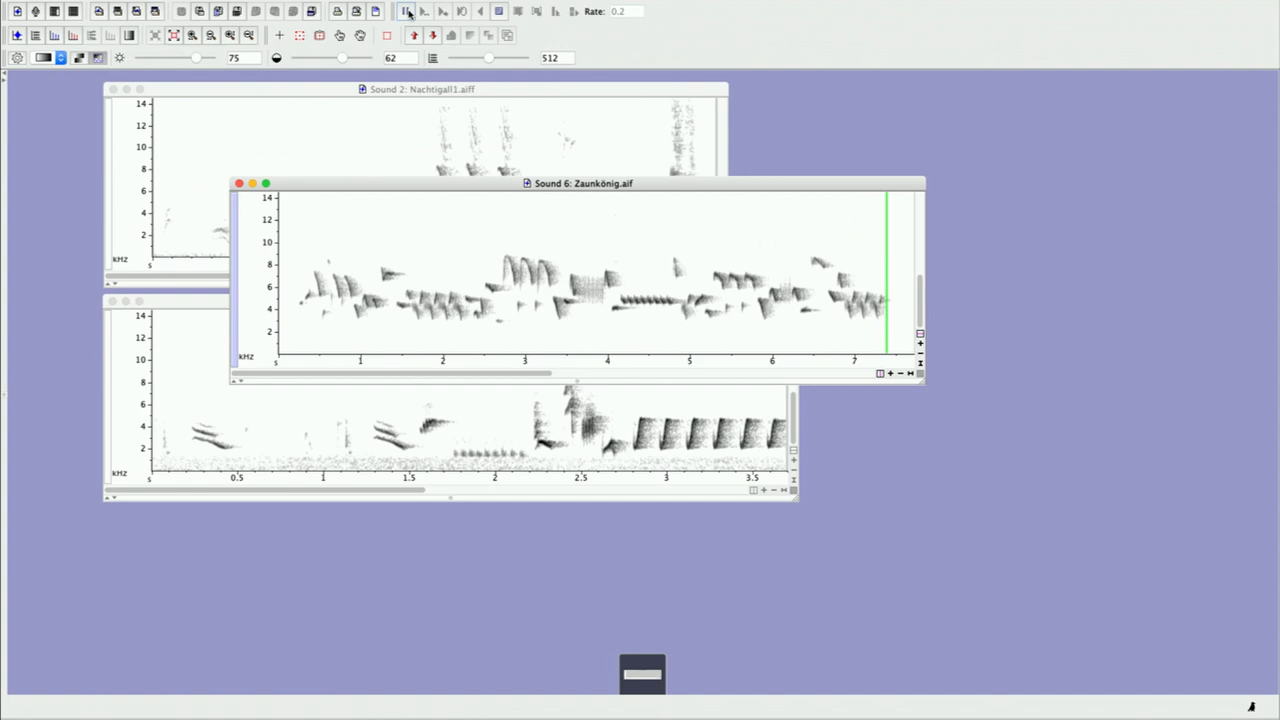 Rate: 0.2
75 62 512
Sound 2: Nachtigall1.aiff
14
12
10
8
6
4
2
kHz
s
Sound 6: Zaunkönig.aif
14
12
10
8
6
4
2
kHz
s 1 2 3 4 5 6 7
14
12
10
8
6
4
2
kHz
s 0.5 1 1.5 2 2.5 3 3.5